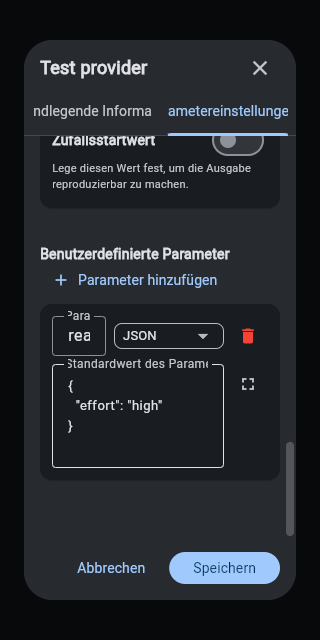 Test provider
ndlegende Informa
ametereinstellunge
Zufallsstartwert
Lege diesen Wert fest, um die Ausgabe
reproduzierbar zu machen.
Benutzerdefinierte Parameter
Parameter hinzufügen
Para
rea
JSON
Standardwert des Parame
{
"effort": "high"
}
Abbrechen
Speichern